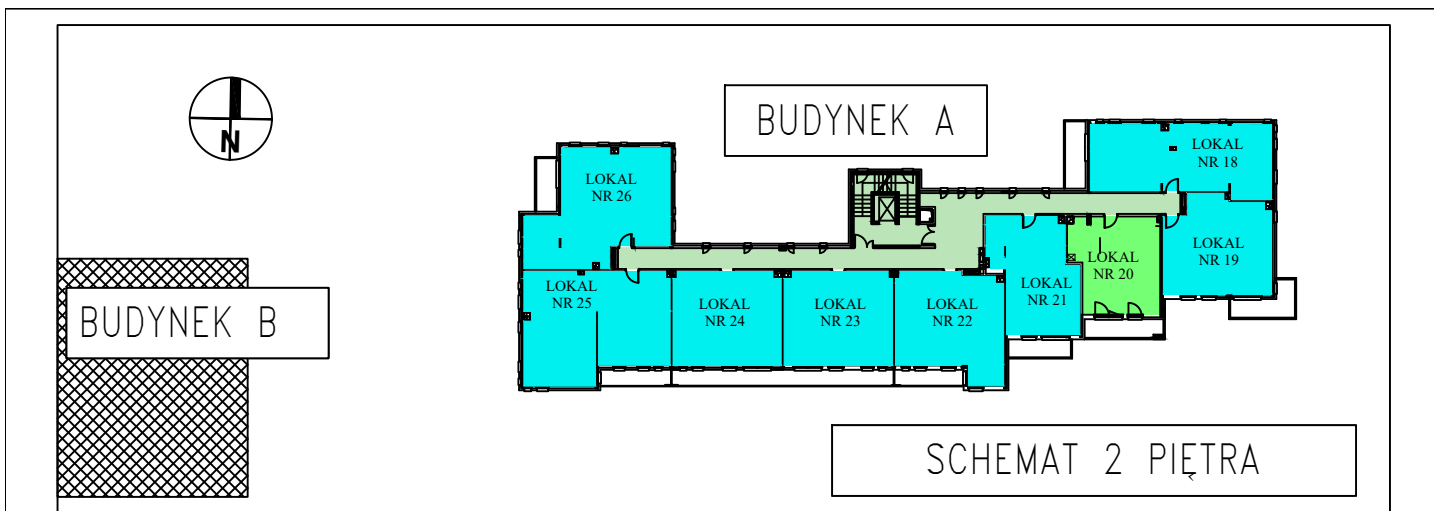 N
BUDYNEK A
LOKAL
NR 18
LOKAL
NR 26
LOKAL
NR 19
LOKAL
NR 20
LOKAL
NR 21
LOKAL
NR 25
LOKAL
NR 24
LOKAL
NR 23
LOKAL
NR 22
BUDYNEK B
SCHEMAT 2 PIĘTRA